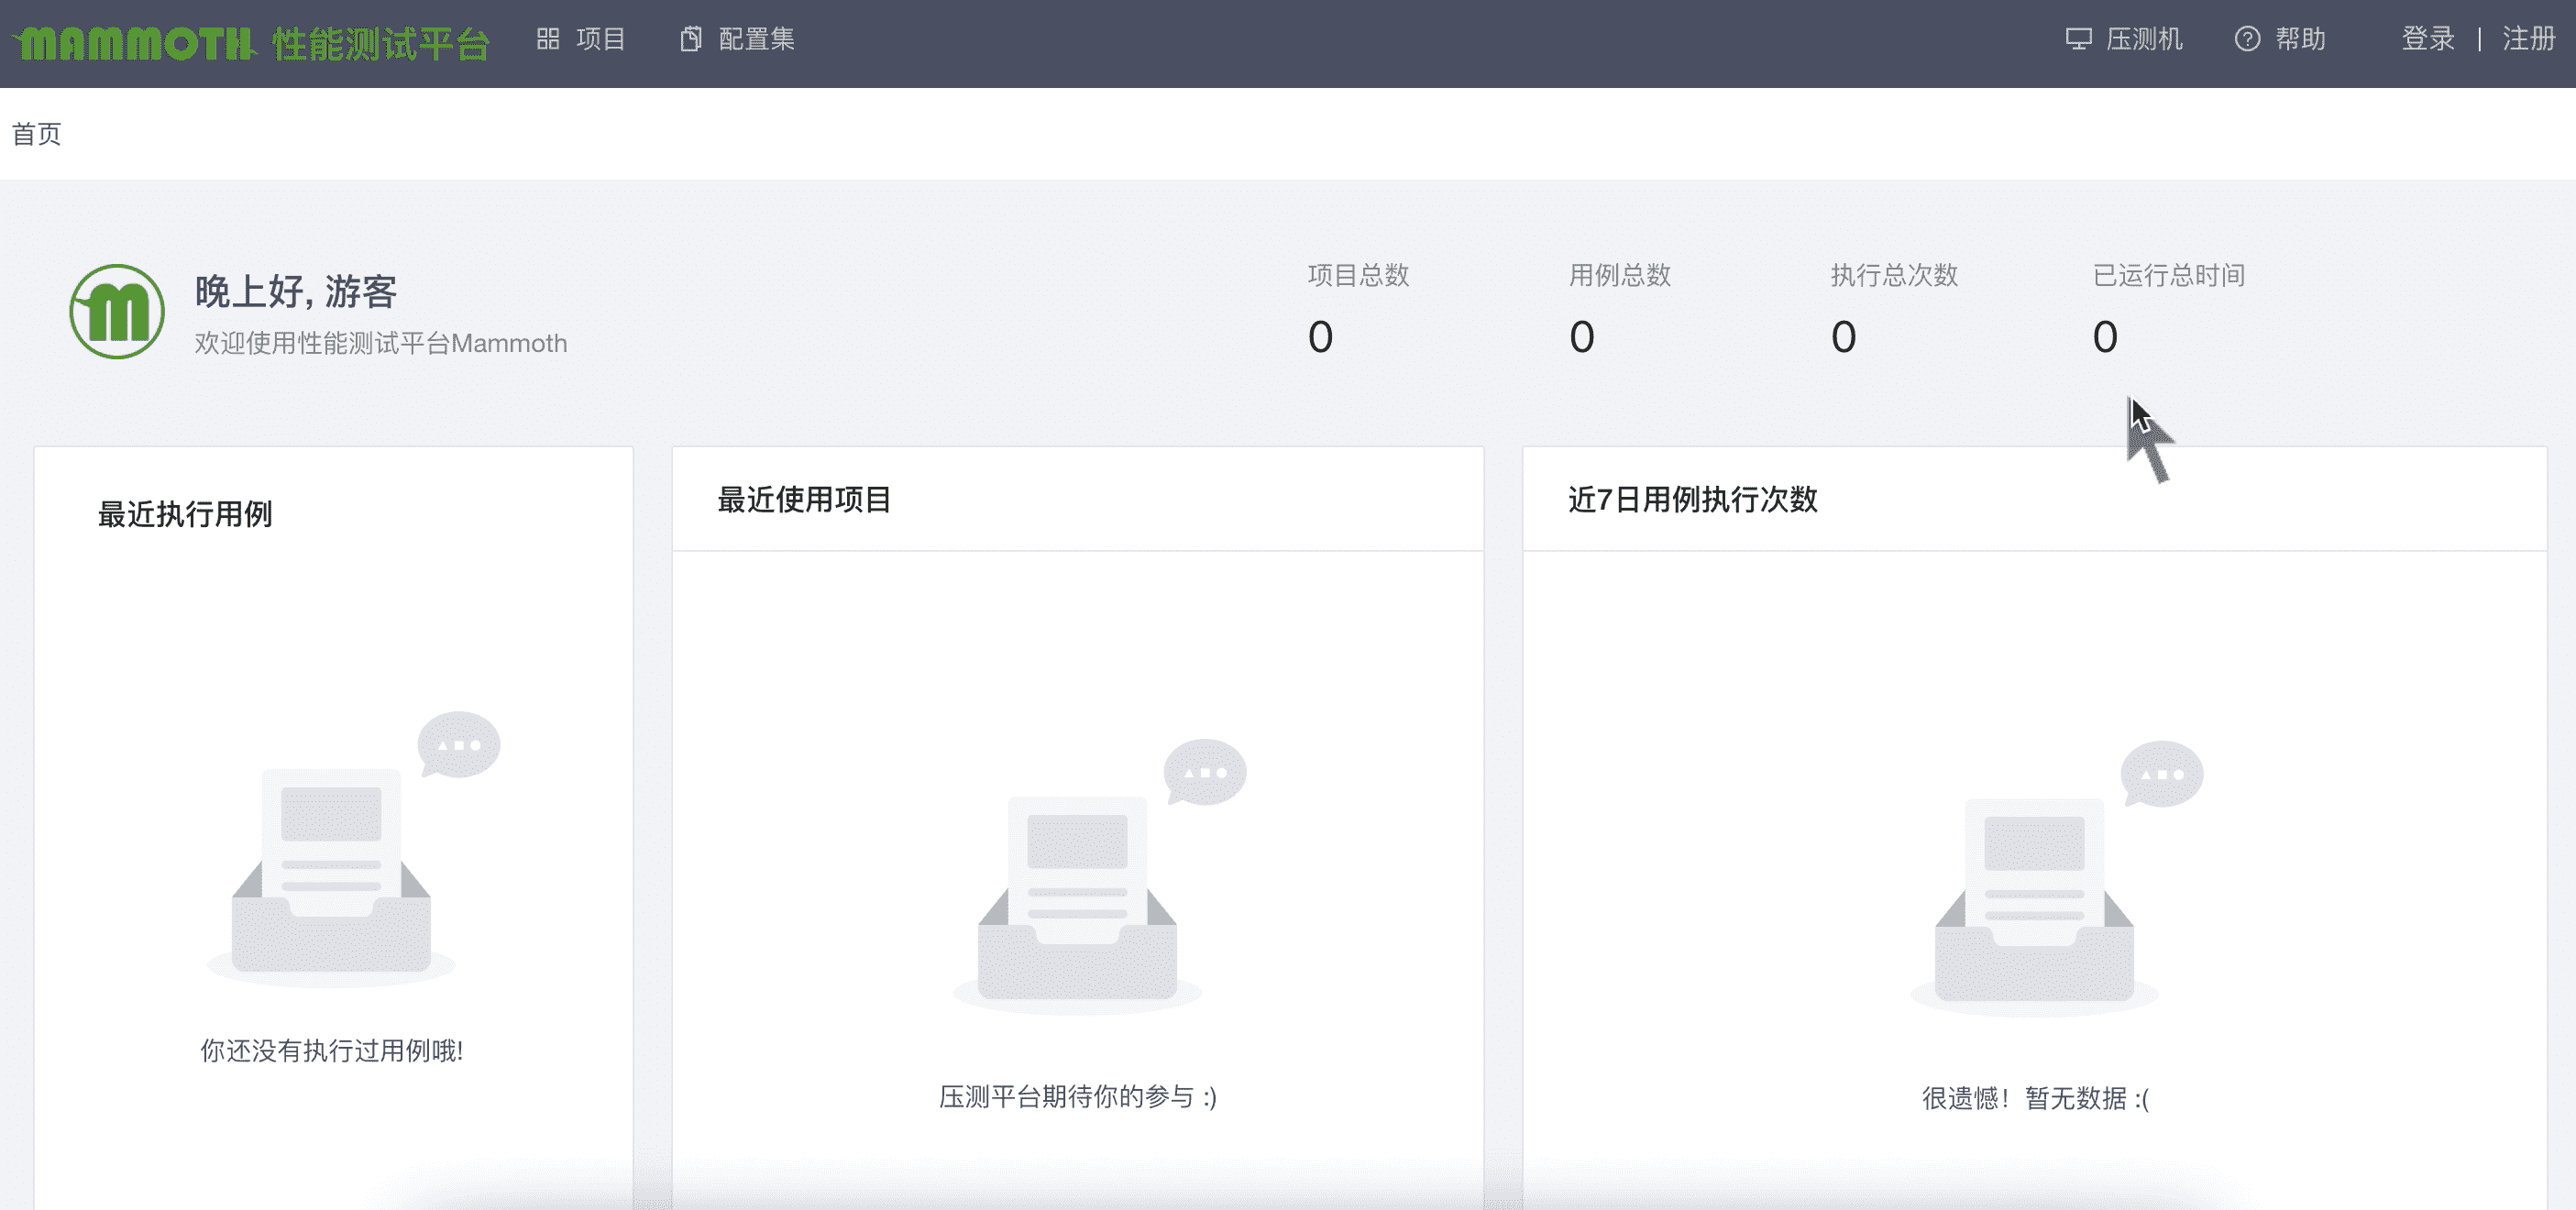 MAMMOTH 性能测试平台 项目 配置集 压测机 帮助 登录 | 注册
首页
晚上好, 游客
欢迎使用性能测试平台Mammoth
项目总数 用例总数 执行总次数 已运行总时间
0 0 0 0
最近执行用例
你还没有执行过用例哦!
最近使用项目
压测平台期待你的参与 :)
近7日用例执行次数
很遗憾！暂无数据 :(